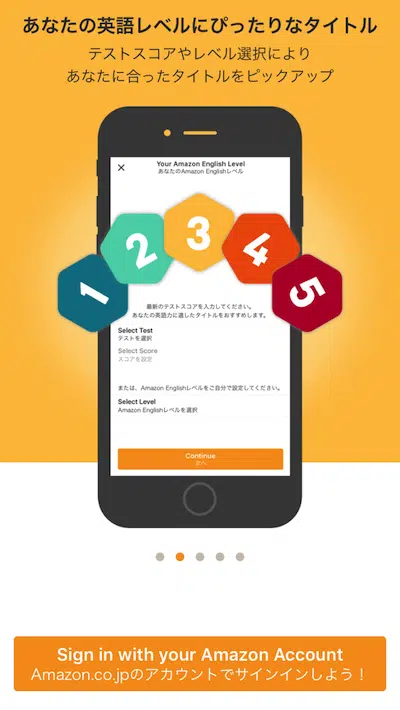 あなたの英語レベルにぴったりなタイトル
テストスコアやレベル選択により
あなたに合ったタイトルをピックアップ
Your Amazon English Level
あなたのAmazon Englishレベル
1
2
3
4
5
最新のテストスコアを入力してください。
あなたの英語力に適したタイトルをおすすめします。
Select Test
テストを選択
Select Score
スコアを設定
または、Amazon Englishレベルをご自分で設定してください。
Select Level
Amazon Englishレベルを選択
Continue
次へ
Sign in with your Amazon Account
Amazon.co.jpのアカウントでサインインしよう！